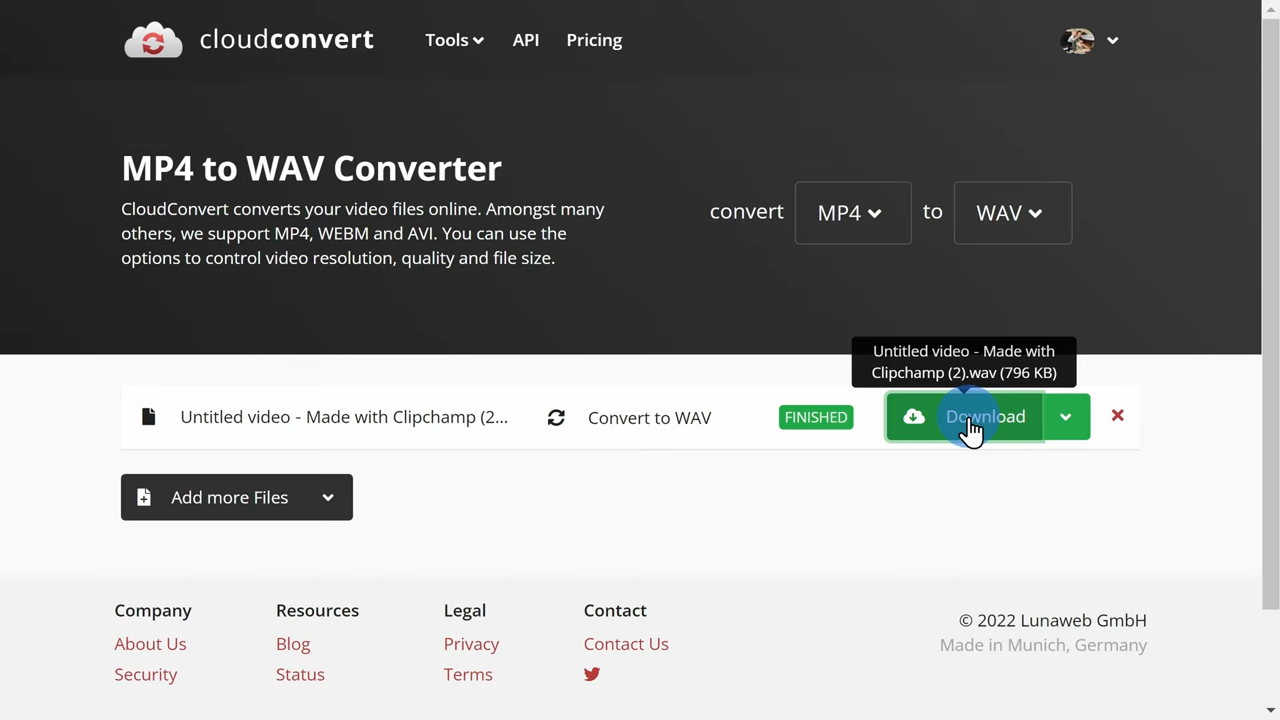 cloudconvert
Tools
API
Pricing
MP4 to WAV Converter
CloudConvert converts your video files online. Amongst many
others, we support MP4, WEBM and AVI. You can use the
options to control video resolution, quality and file size.
convert
MP4
to
WAV
Untitled video - Made with
Clipchamp (2).wav (796 KB)
Untitled video - Made with Clipchamp (2...
Convert to WAV
FINISHED
Download
Add more Files
Company
About Us
Security
Resources
Blog
Status
Legal
Privacy
Terms
Contact
Contact Us
© 2022 Lunaweb GmbH
Made in Munich, Germany